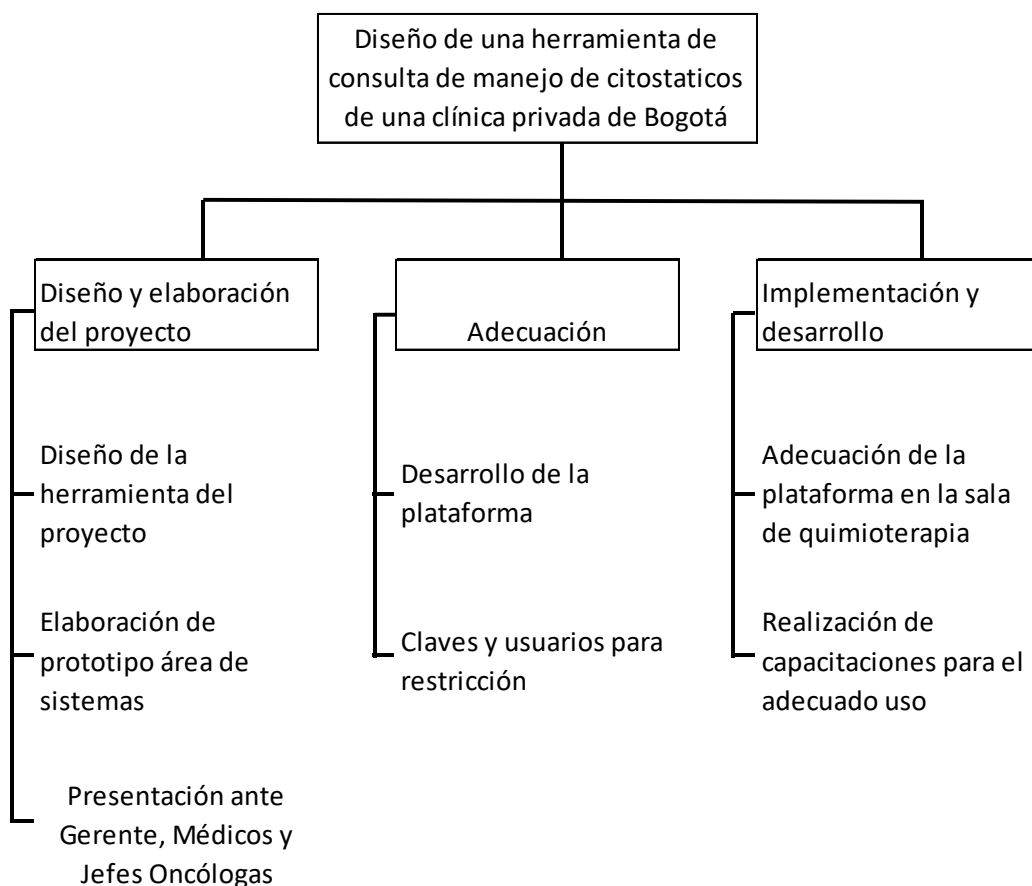 Diseño de una herramienta de
consulta de manejo de citostaticos
de una clínica privada de Bogotá
Diseño y elaboración
del proyecto
Diseño de la
herramienta del
proyecto
Elaboración de
prototipo área de
sistemas
Presentación ante
Gerente, Médicos y
Jefes Oncólogas
Adecuación
Desarrollo de la
plataforma
Claves y usuarios para
restricción
Implementación y
desarrollo
Adecuación de la
plataforma en la sala
de quimioterapia
Realización de
capacitaciones para el
adecuado uso